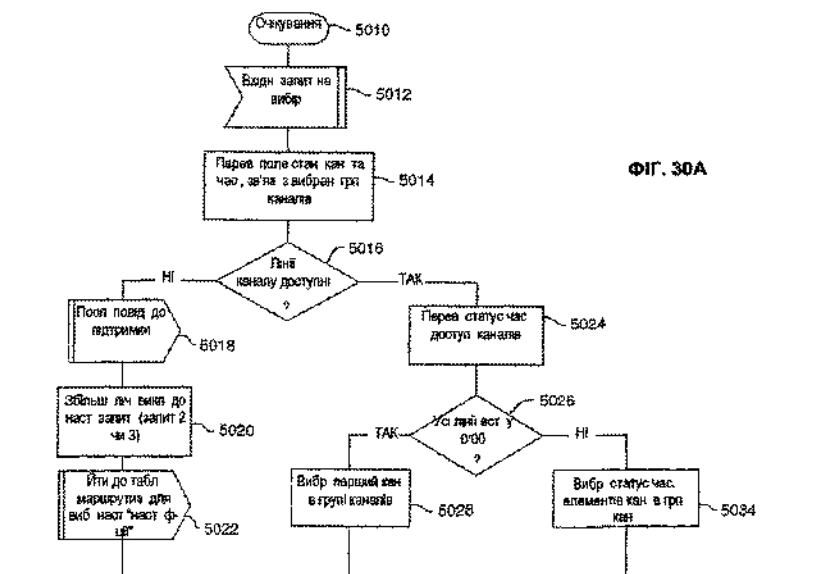 Очікування
5010
Вхідн запит на
вибір
5012
Перев поле стан кан та
час, зв'яз з вибран грп
каналів
5014
ФІГ. 30А
5016
Лінії
каналу доступні
?
НІ
ТАК
Посл повід до
підтримки
5018
Перев статус час
доступ каналів
5024
Збільш ліч викл до
наст запит (запит 2
чи 3)
5020
5026
Усі лінії вст у
0:00
?
ТАК
НІ
Йти до табл
маршрутиз для
виб наст "наст ф-
ції"
5022
Вибр перший кан
в групі каналів
5028
Вибр статус час.
елементів кан в грп
кан
5034